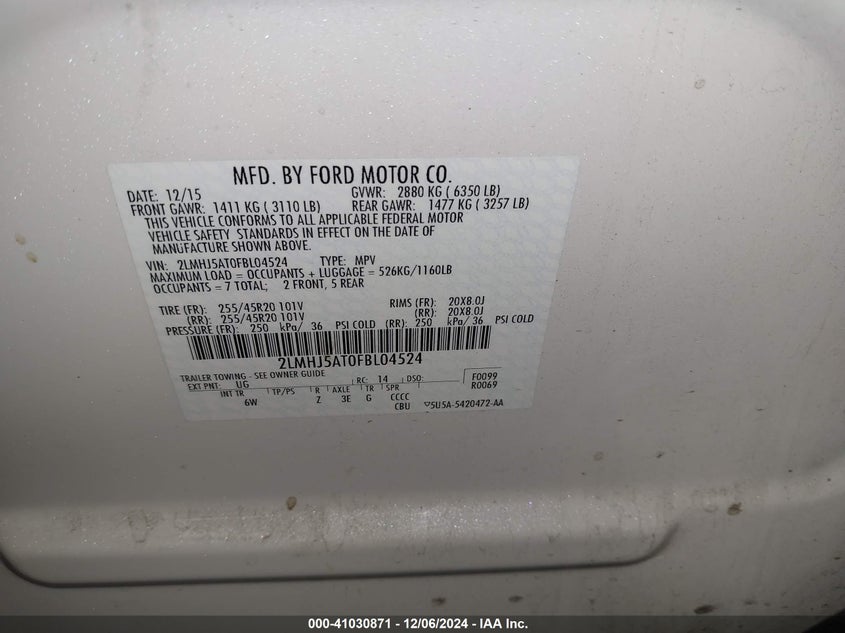 MFD. BY FORD MOTOR CO.
DATE: 12/15 GVWR: 2880 KG ( 6350 LB)
FRONT GAWR: 1411 KG ( 3110 LB) REAR GAWR: 1477 KG ( 3257 LB)
THIS VEHICLE CONFORMS TO ALL APPLICABLE FEDERAL MOTOR
VEHICLE SAFETY STANDARDS IN EFFECT ON THE DATE OF
MANUFACTURE SHOWN ABOVE.
VIN: 2LMHJ5AT0FBL04524 TYPE: MPV
MAXIMUM LOAD = OCCUPANTS + LUGGAGE = 526KG/1160LB
OCCUPANTS = 7 TOTAL; 2 FRONT, 5 REAR
TIRE (FR): 255/45R20 101V RIMS (FR): 20X8.0J
(RR): 255/45R20 101V (RR): 20X8.0J
PRESSURE (FR): 250 kPa/ 36 PSI COLD (RR): 250 kPa/ 36 PSI COLD
2LMHJ5AT0FBL04524
TRAILER TOWING - SEE OWNER GUIDE F0099
EXT PNT: UG RC: 14 DSO: R0069
INT TR TP/PS R AXLE TR SPR
6W Z 3E G CCCC
CBU ▽5U5A-5420472-AA
000-41030871 - 12/06/2024 - IAA Inc.